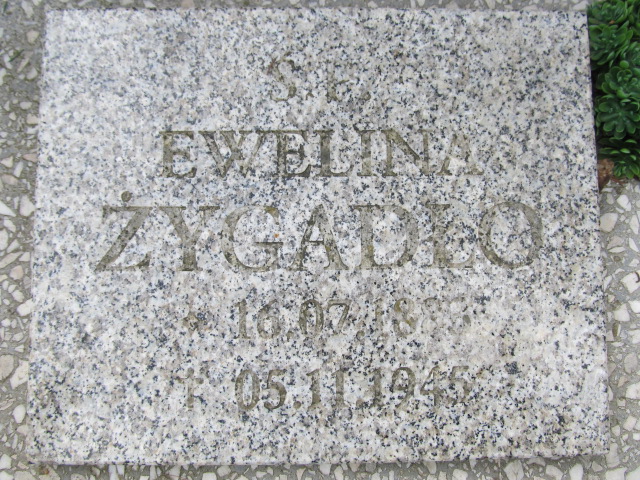 Ś P.
EWELINA
ŻYGADŁO
* 16.07.
† 05.11.1945